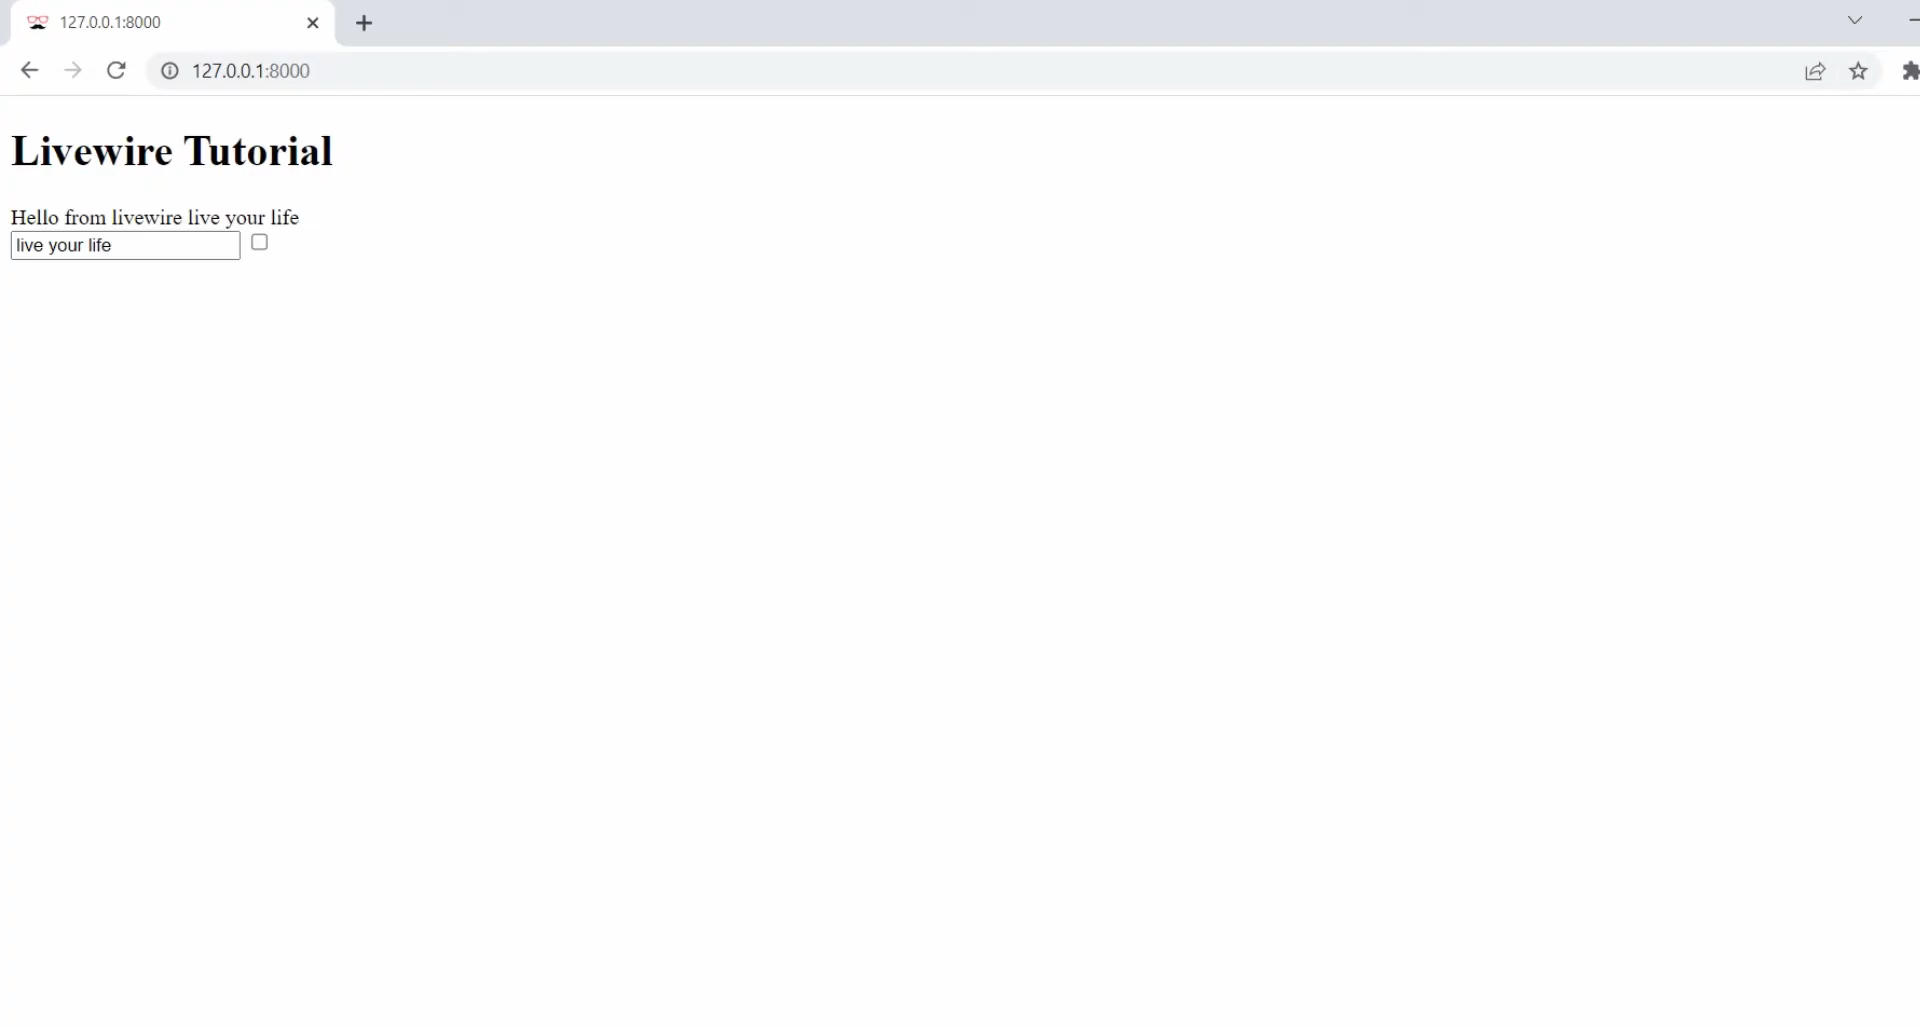 127.0.0.1:8000
127.0.0.1:8000
Livewire Tutorial
Hello from livewire live your life
live your life